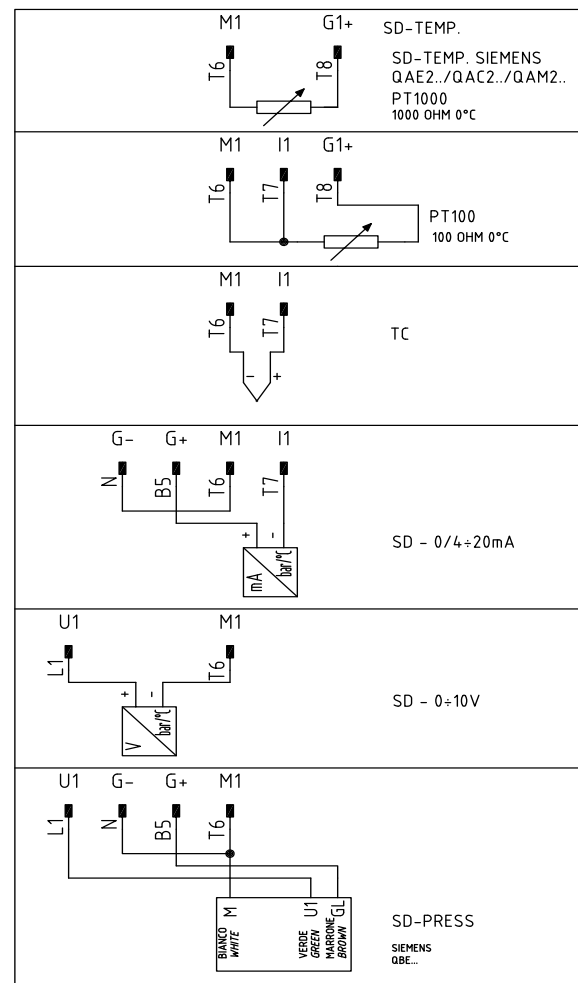 M1 G1+ SD-TEMP.
T6 T8
SD-TEMP. SIEMENS
QAE2../QAC2../QAM2..
PT1000
1000 OHM 0°C
M1 I1 G1+
T6 T7 T8
PT100
100 OHM 0°C
M1 I1
T6 T7
TC
- +
G- G+ M1 I1
N B5 T6 T7
+ -
mA bar/°C
SD - 0/4÷20mA
U1 M1
L1 T6
+ -
V bar/°C
SD - 0÷10V
U1 G- G+ M1
L1 N B5 T6
M U1 GL
BIANCO
WHITE
VERDE
GREEN
MARRONE
BROWN
SD-PRESS
SIEMENS
QBE...